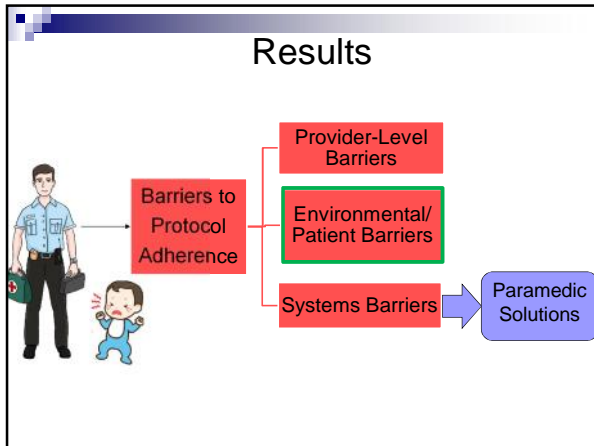 Results
Provider-Level
Barriers
Barriers to
Protocol
Adherence
Environmental/
Patient Barriers
Systems Barriers
Paramedic
Solutions